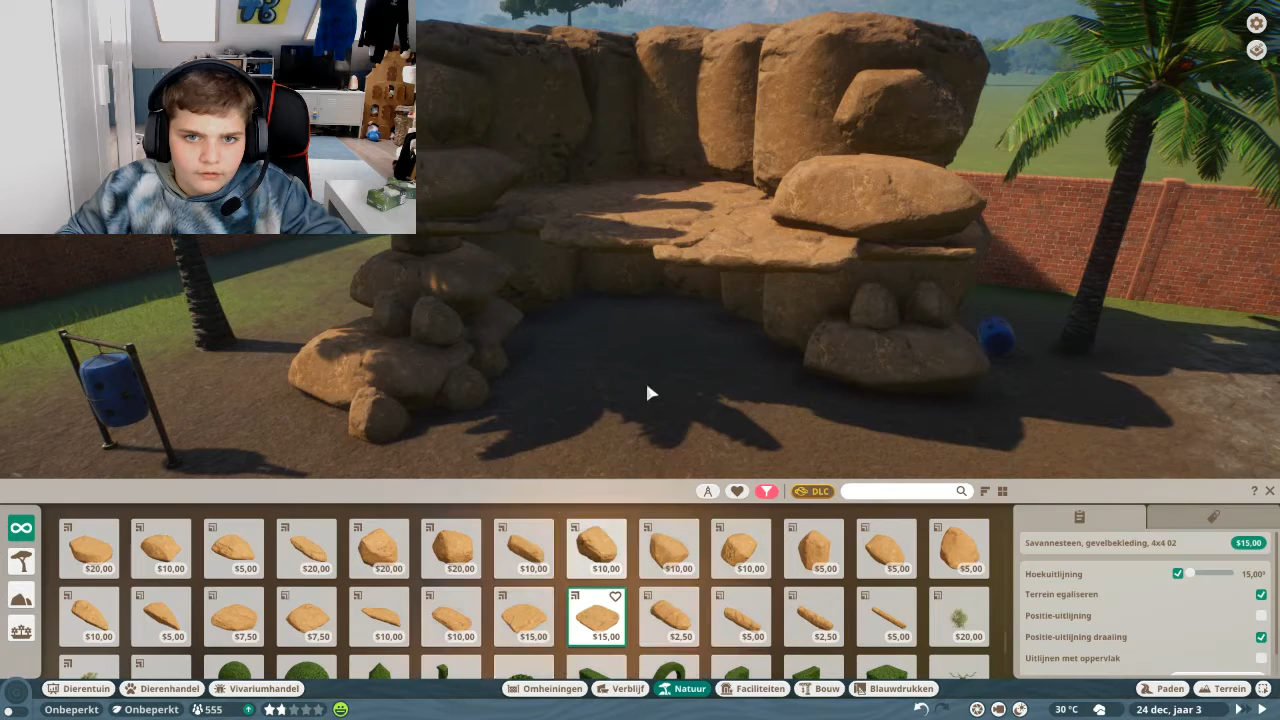 DLC
?
$20,00 $10,00 $5,00 $20,00 $20,00 $20,00 $10,00 $10,00 $10,00 $10,00 $5,00 $5,00 $5,00
$10,00 $5,00 $7,50 $7,50 $10,00 $10,00 $15,00 $15,00 $2,50 $5,00 $2,50 $5,00 $20,00
Savannesteen, gevelbekleding, 4x4 02 $15,00
Hoekuitlijning 15,00°
Terrein egaliseren
Positie-uitlijning
Positie-uitlijning draaiing
Uitlijnen met oppervlak
Dierentuin Dierenhandel Vivariumhandel Omheiningen Verblijf Natuur Faciliteiten Bouw Blauwdrukken Paden Terrein
Onbeperkt Onbeperkt 555 30 °C 24 dec, jaar 3